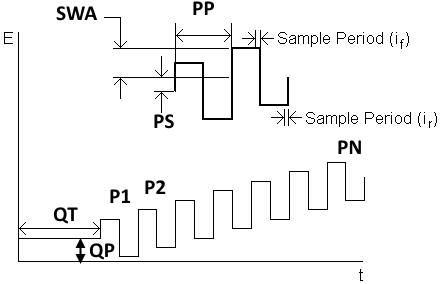 SWA
PP
E
Sample Period (if)
PS
Sample Period (ir)
PN
P1
P2
QT
QP
t